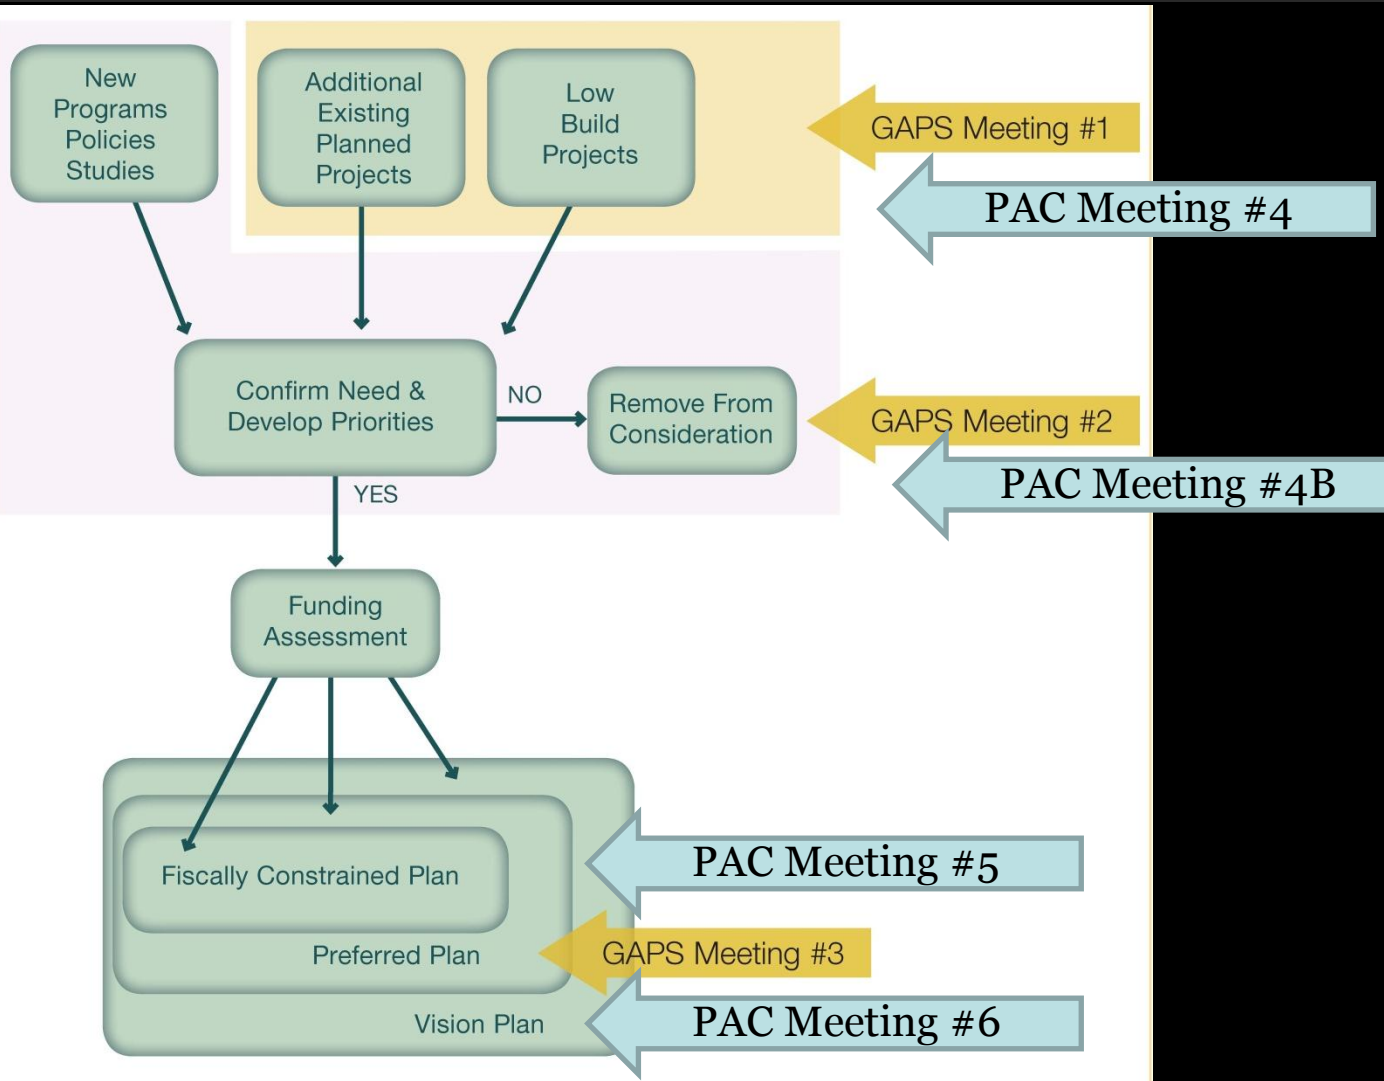 New
Programs
Policies
Studies
Additional
Existing
Planned
Projects
Low
Build
Projects
GAPS Meeting #1
PAC Meeting #4
Confirm Need &
Develop Priorities
NO
Remove From
Consideration
GAPS Meeting #2
PAC Meeting #4B
YES
Funding
Assessment
Fiscally Constrained Plan
PAC Meeting #5
Preferred Plan
GAPS Meeting #3
Vision Plan
PAC Meeting #6